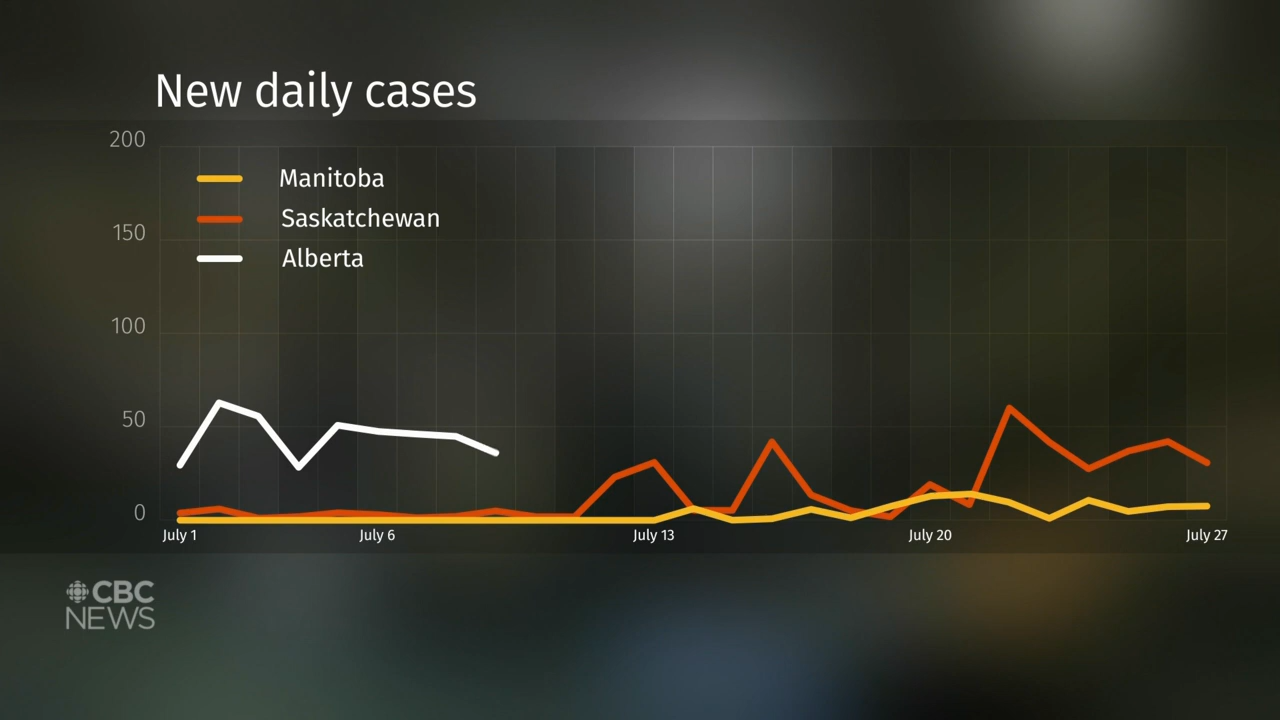 New daily cases
200
Manitoba
Saskatchewan
150
Alberta
100
50
0
July 1 July 6 July 13 July 20 July 27
CBC
NEWS